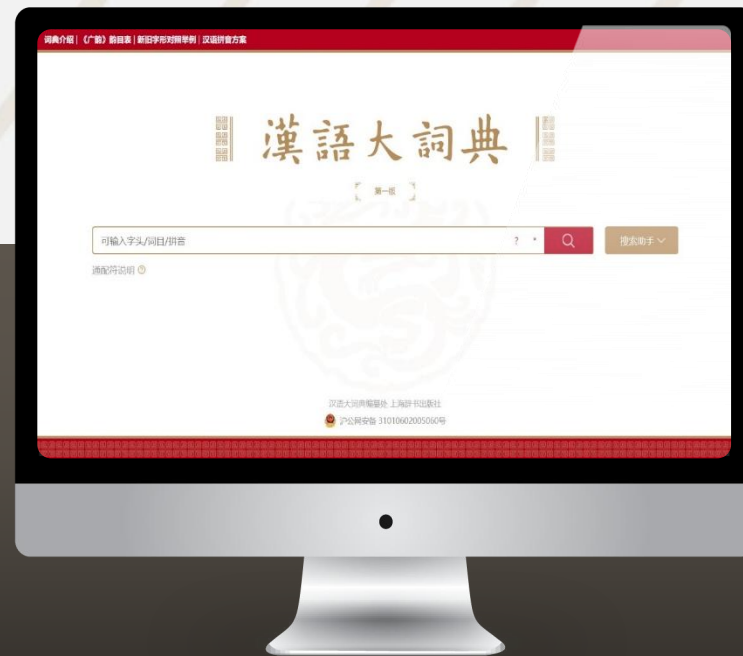 词典介绍 | 《广韵》韵目表 | 新旧字形对照举例 | 汉语拼音方案
漢語大詞典
第一版
可输入字头/词目/拼音 ? *
搜索助手
通配符说明 ?
汉语大词典编纂处 上海辞书出版社
沪公网安备 31010602005060号